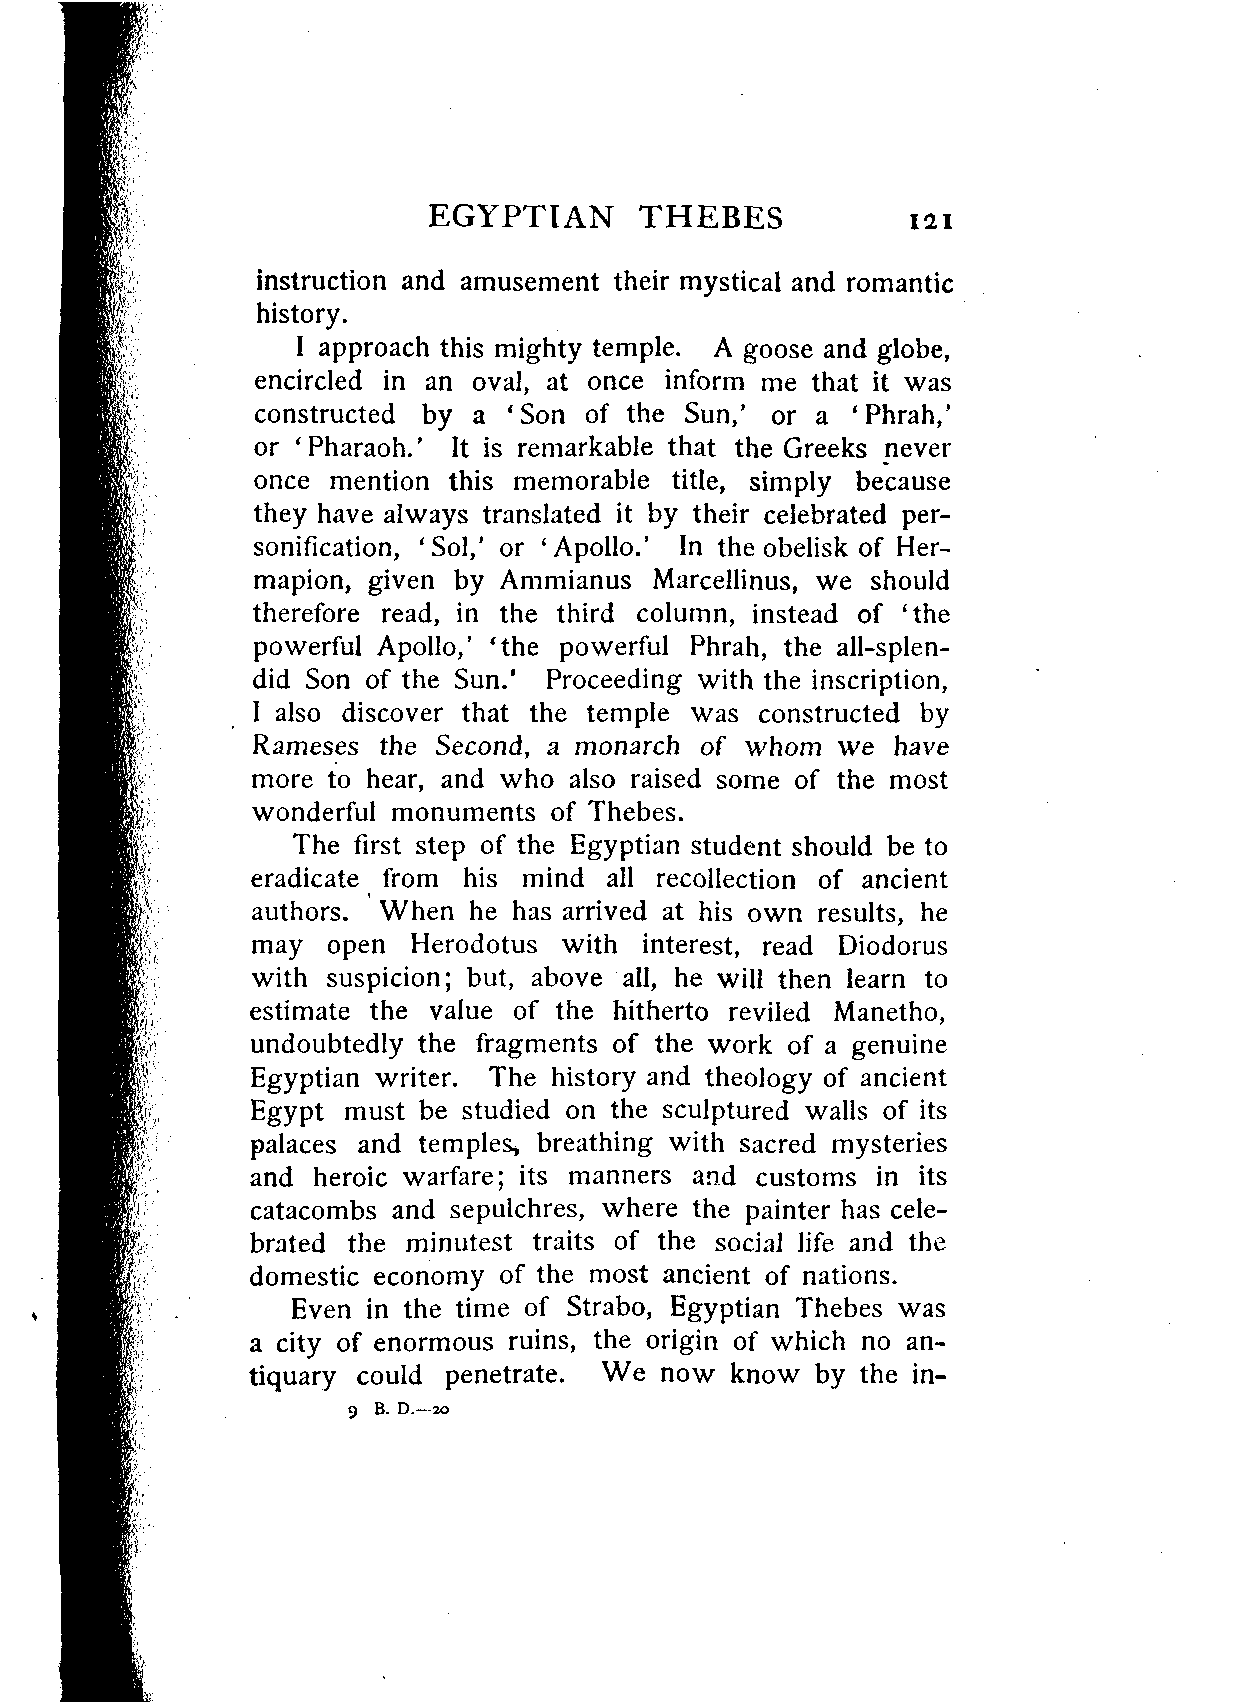 EGYPTIAN THEBES 121
instruction and amusement their mystical and romantic
history.
I approach this mighty temple. A goose and globe,
encircled in an oval, at once inform me that it was
constructed by a ‘Son of the Sun,’ or a ‘Phrah,’
or ‘Pharaoh.’ It is remarkable that the Greeks never
once mention this memorable title, simply because
they have always translated it by their celebrated per-
sonification, ‘Sol,’ or ‘Apollo.’ In the obelisk of Her-
mapion, given by Ammianus Marcellinus, we should
therefore read, in the third column, instead of ‘the
powerful Apollo,’ ‘the powerful Phrah, the all-splen-
did Son of the Sun.’ Proceeding with the inscription,
I also discover that the temple was constructed by
Rameses the Second, a monarch of whom we have
more to hear, and who also raised some of the most
wonderful monuments of Thebes.
The first step of the Egyptian student should be to
eradicate from his mind all recollection of ancient
authors. When he has arrived at his own results, he
may open Herodotus with interest, read Diodorus
with suspicion; but, above all, he will then learn to
estimate the value of the hitherto reviled Manetho,
undoubtedly the fragments of the work of a genuine
Egyptian writer. The history and theology of ancient
Egypt must be studied on the sculptured walls of its
palaces and temples, breathing with sacred mysteries
and heroic warfare; its manners and customs in its
catacombs and sepulchres, where the painter has cele-
brated the minutest traits of the social life and the
domestic economy of the most ancient of nations.
Even in the time of Strabo, Egyptian Thebes was
a city of enormous ruins, the origin of which no an-
tiquary could penetrate. We now know by the in-
9 B. D.—20